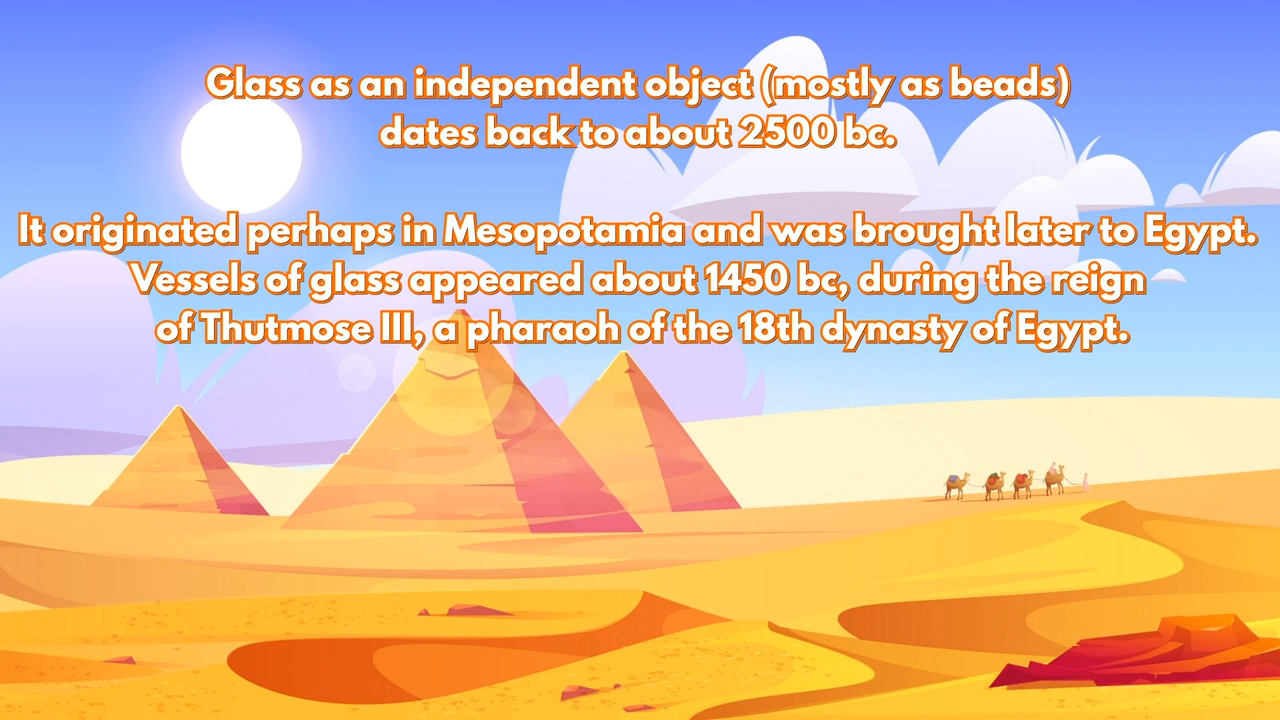 Glass as an independent object (mostly as beads)
dates back to about 2500 bc.
It originated perhaps in Mesopotamia and was brought later to Egypt.
Vessels of glass appeared about 1450 bc, during the reign
of Thutmose III, a pharaoh of the 18th dynasty of Egypt.